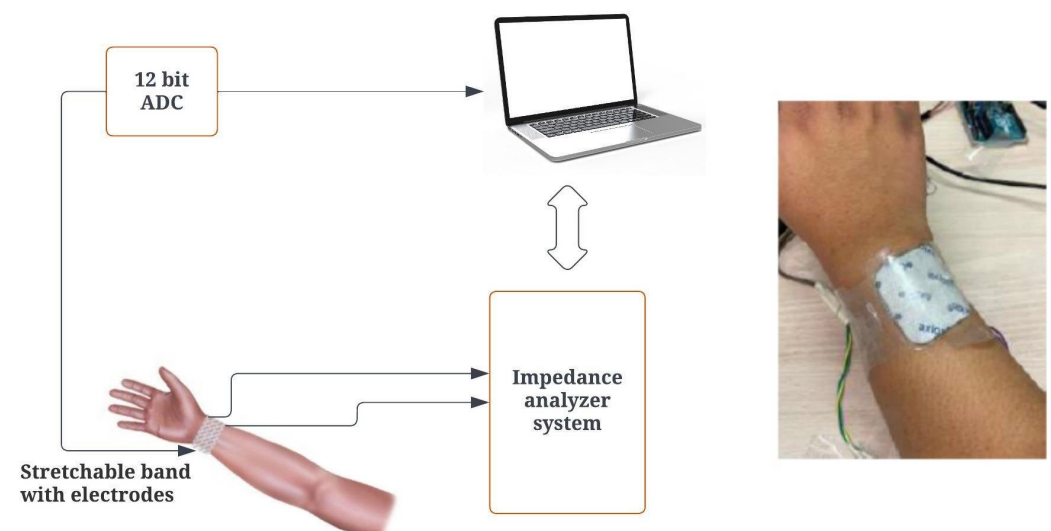 12 bit
ADC
Impedance
analyzer
system
Stretchable band
with electrodes